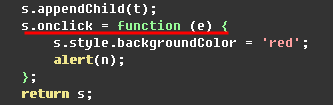 s.appendChild(t);
s.onclick = function (e) {
s.style.backgroundColor = 'red';
alert(n);
};
return s;